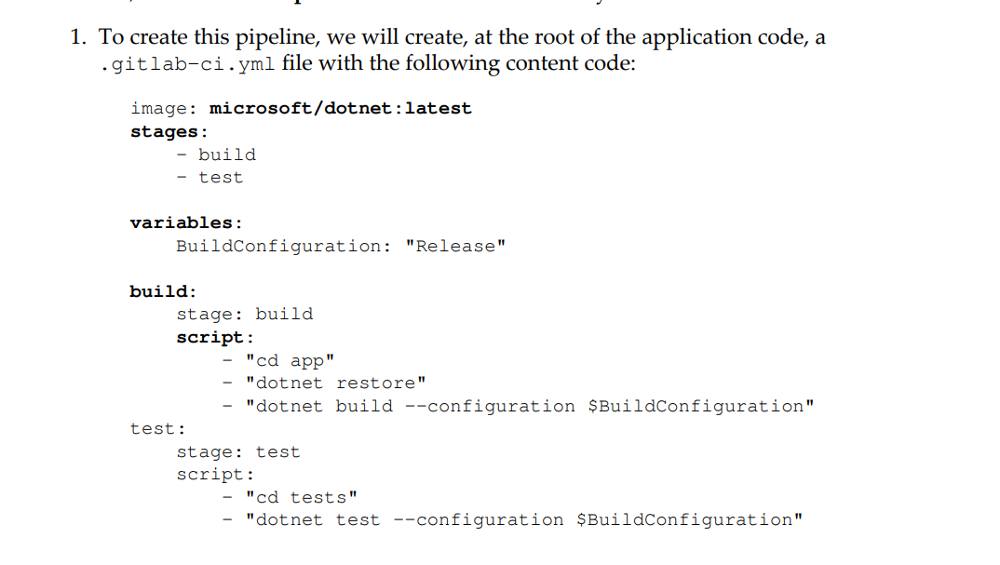 1. To create this pipeline, we will create, at the root of the application code, a
.gitlab-ci.yml file with the following content code:
image: microsoft/dotnet:latest
stages:
- build
- test
variables:
BuildConfiguration: "Release"
build:
stage: build
script:
- "cd app"
- "dotnet restore"
- "dotnet build --configuration $BuildConfiguration"
test:
stage: test
script:
- "cd tests"
- "dotnet test --configuration $BuildConfiguration"